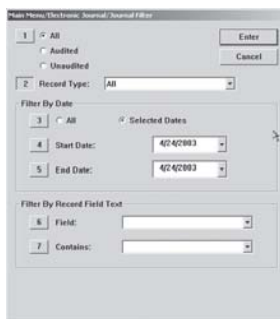 Main Menu/Electronic Journal/Journal Filter
1 All
Audited
Unaudited
Enter
Cancel
2 Record Type: All
Filter By Date
3 All Selected Dates
4 Start Date: 4/24/2003
5 End Date: 4/24/2003
Filter By Record Field Text
6 Field:
7 Contains: